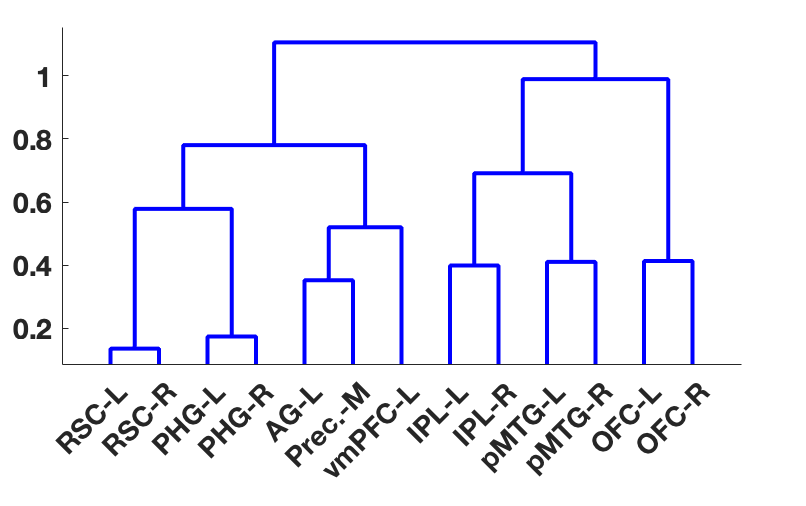 1
0.8
0.6
0.4
0.2
RSC-L
RSC-R
PHG-L
PHG-R
AG-L
Prec.-M
vmPFC-L
IPL-L
IPL-R
pMTG-L
pMTG-R
OFC-L
OFC-R